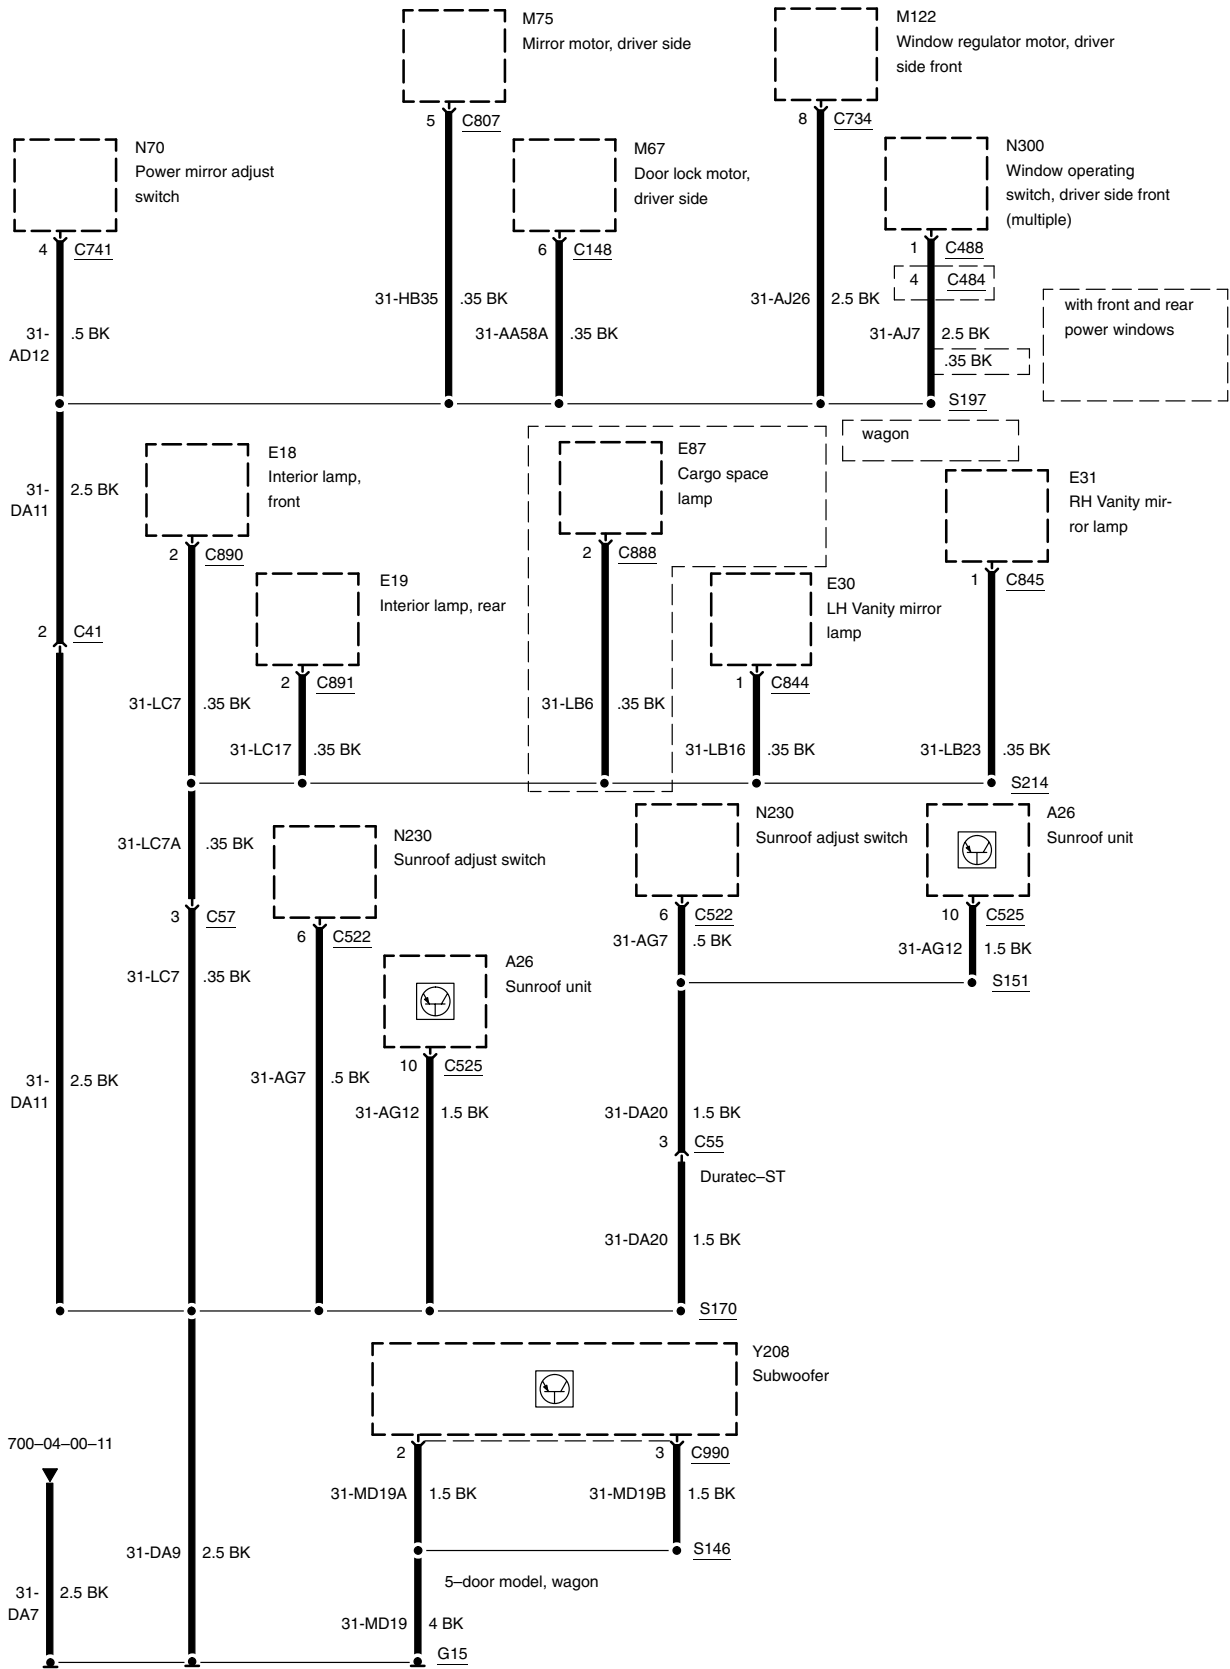 M75
Mirror motor, driver side
5 C807
M122
Window regulator motor, driver
side front
8 C734
N70
Power mirror adjust
switch
4 C741
M67
Door lock motor,
driver side
6 C148
N300
Window operating
switch, driver side front
(multiple)
1 C488
4 C484
31-HB35 .35 BK
31-AJ26 2.5 BK
with front and rear
power windows
31-
AD12
.5 BK
31-AA58A .35 BK
31-AJ7 2.5 BK
.35 BK
S197
wagon
E18
Interior lamp,
front
2 C890
E87
Cargo space
lamp
2 C888
E31
RH Vanity mir-
ror lamp
1 C845
31-
DA11
2.5 BK
E19
Interior lamp, rear
2 C891
E30
LH Vanity mirror
lamp
1 C844
2 C41
31-LC7 .35 BK
31-LB6 .35 BK
31-LC17 .35 BK
31-LB16 .35 BK
31-LB23 .35 BK
S214
N230
Sunroof adjust switch
6 C522
N230
Sunroof adjust switch
6 C522
A26
Sunroof unit
10 C525
31-LC7A .35 BK
3 C57
31-AG7 .5 BK
31-AG12 1.5 BK
31-LC7 .35 BK
A26
Sunroof unit
10 C525
S151
31-
DA11
2.5 BK
31-AG7 .5 BK
31-AG12 1.5 BK
31-DA20 1.5 BK
3 C55
Duratec–ST
31-DA20 1.5 BK
S170
Y208
Subwoofer
2
3 C990
700–04–00–11
31-MD19A 1.5 BK
31-MD19B 1.5 BK
31-DA9 2.5 BK
S146
5–door model, wagon
31-
DA7
2.5 BK
31-MD19 4 BK
G15